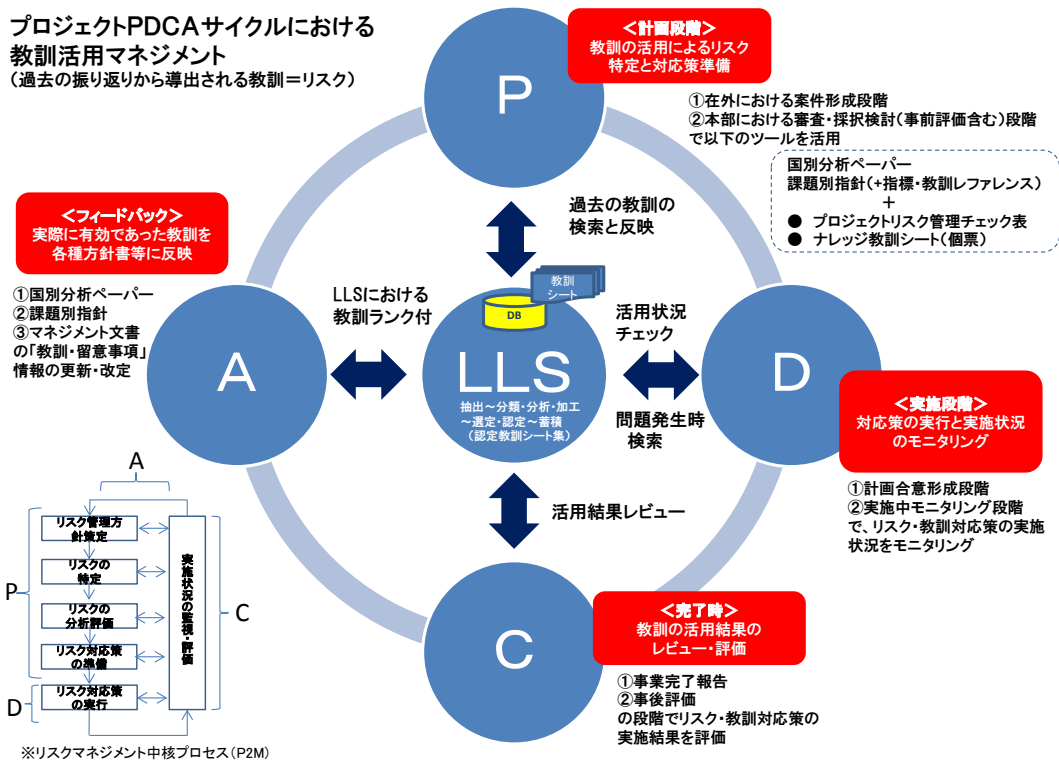 プロジェクトPDCAサイクルにおける
教訓活用マネジメント
（過去の振り返りから導出される教訓＝リスク）
P
＜計画段階＞
教訓の活用によるリスク
特定と対応策準備
①在外における案件形成段階
②本部における審査・採択検討（事前評価含む）段階
で以下のツールを活用
国別分析ペーパー
課題別指針（+指標・教訓レファレンス）
＋
● プロジェクトリスク管理チェック表
● ナレッジ教訓シート（個票）
過去の教訓の
検索と反映
＜フィードバック＞
実際に有効であった教訓を
各種方針書等に反映
①国別分析ペーパー
②課題別指針
③マネジメント文書
の「教訓・留意事項」
情報の更新・改定
A
LLSにおける
教訓ランク付
教訓
シート
DB
LLS
抽出～分類・分析・加工
～選定・認定～蓄積
（認定教訓シート集）
活用状況
チェック
問題発生時
検索
D
＜実施段階＞
対応策の実行と実施状況
のモニタリング
①計画合意形成段階
②実施中モニタリング段階
で、リスク・教訓対応策の実施
状況をモニタリング
活用結果レビュー
C
＜完了時＞
教訓の活用結果の
レビュー・評価
①事業完了報告
②事後評価
の段階でリスク・教訓対応策の
実施結果を評価
A
P
D
C
リスク管理方
針策定
リスクの
特定
リスクの
分析評価
リスク対応策
の準備
リスク対応策
の実行
実施状況の監視・評価
※リスクマネジメント中核プロセス（P2M）